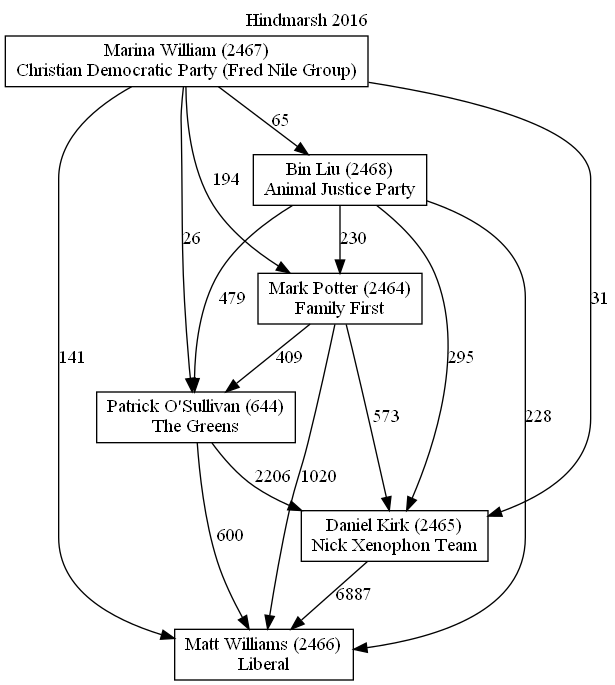 Hindmarsh 2016
Marina William (2467)
Christian Democratic Party (Fred Nile Group)
65
Bin Liu (2468)
Animal Justice Party
194
26
230
Mark Potter (2464)
Family First
479
31
141
409
295
Patrick O'Sullivan (644)
The Greens
573
228
2206
1020
Daniel Kirk (2465)
Nick Xenophon Team
600
6887
Matt Williams (2466)
Liberal